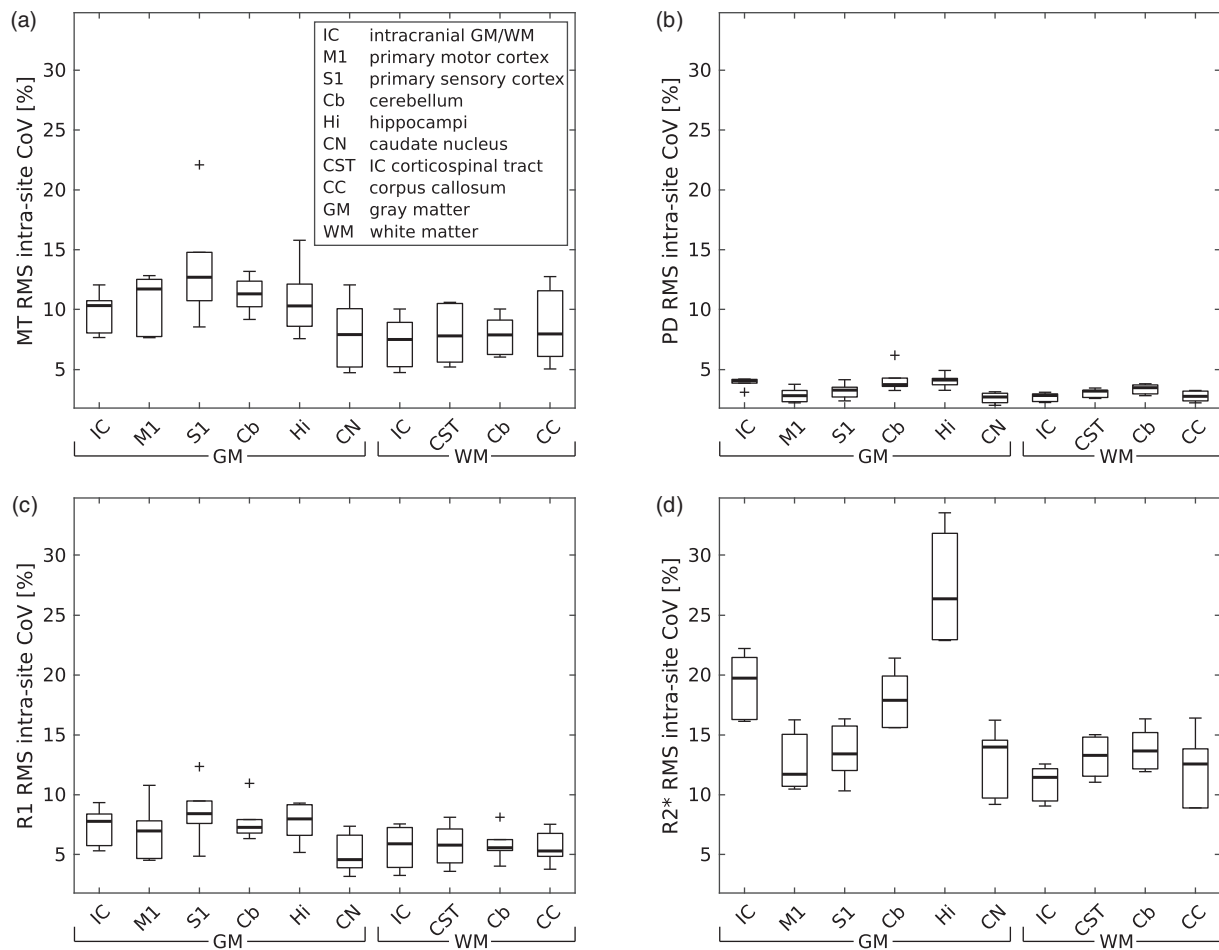 (a)
MT RMS intra-site CoV [%]
30
25
20
15
10
5
IC intracranial GM/WM
M1 primary motor cortex
S1 primary sensory cortex
Cb cerebellum
Hi hippocampi
CN caudate nucleus
CST IC corticospinal tract
CC corpus callosum
GM gray matter
WM white matter
IC M1 S1 Cb Hi CN IC CST Cb CC
GM WM
(b)
PD RMS intra-site CoV [%]
30
25
20
15
10
5
IC M1 S1 Cb Hi CN IC CST Cb CC
GM WM
(c)
R1 RMS intra-site CoV [%]
30
25
20
15
10
5
IC M1 S1 Cb Hi CN IC CST Cb CC
GM WM
(d)
R2* RMS intra-site CoV [%]
30
25
20
15
10
5
IC M1 S1 Cb Hi CN IC CST Cb CC
GM WM